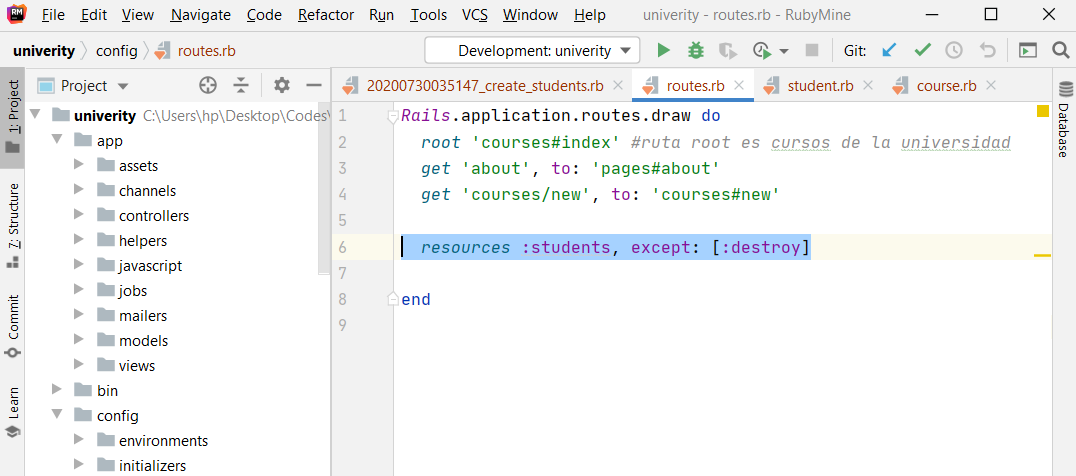 RM File Edit View Navigate Code Refactor Run Tools VCS Window Help univerity - routes.rb - RubyMine
univerity config routes.rb Development: univerity Git:
Project 20200730035147_create_students.rb routes.rb student.rb course.rb
1: Project
7: Structure
Commit
Learn
univerity C:\Users\hp\Desktop\Codes\
app
assets
channels
controllers
helpers
javascript
jobs
mailers
models
views
bin
config
environments
initializers
1 Rails.application.routes.draw do
2 root 'courses#index' #ruta root es cursos de la universidad
3 get 'about', to: 'pages#about'
4 get 'courses/new', to: 'courses#new'
5
6 resources :students, except: [:destroy]
7
8 end
9
Database